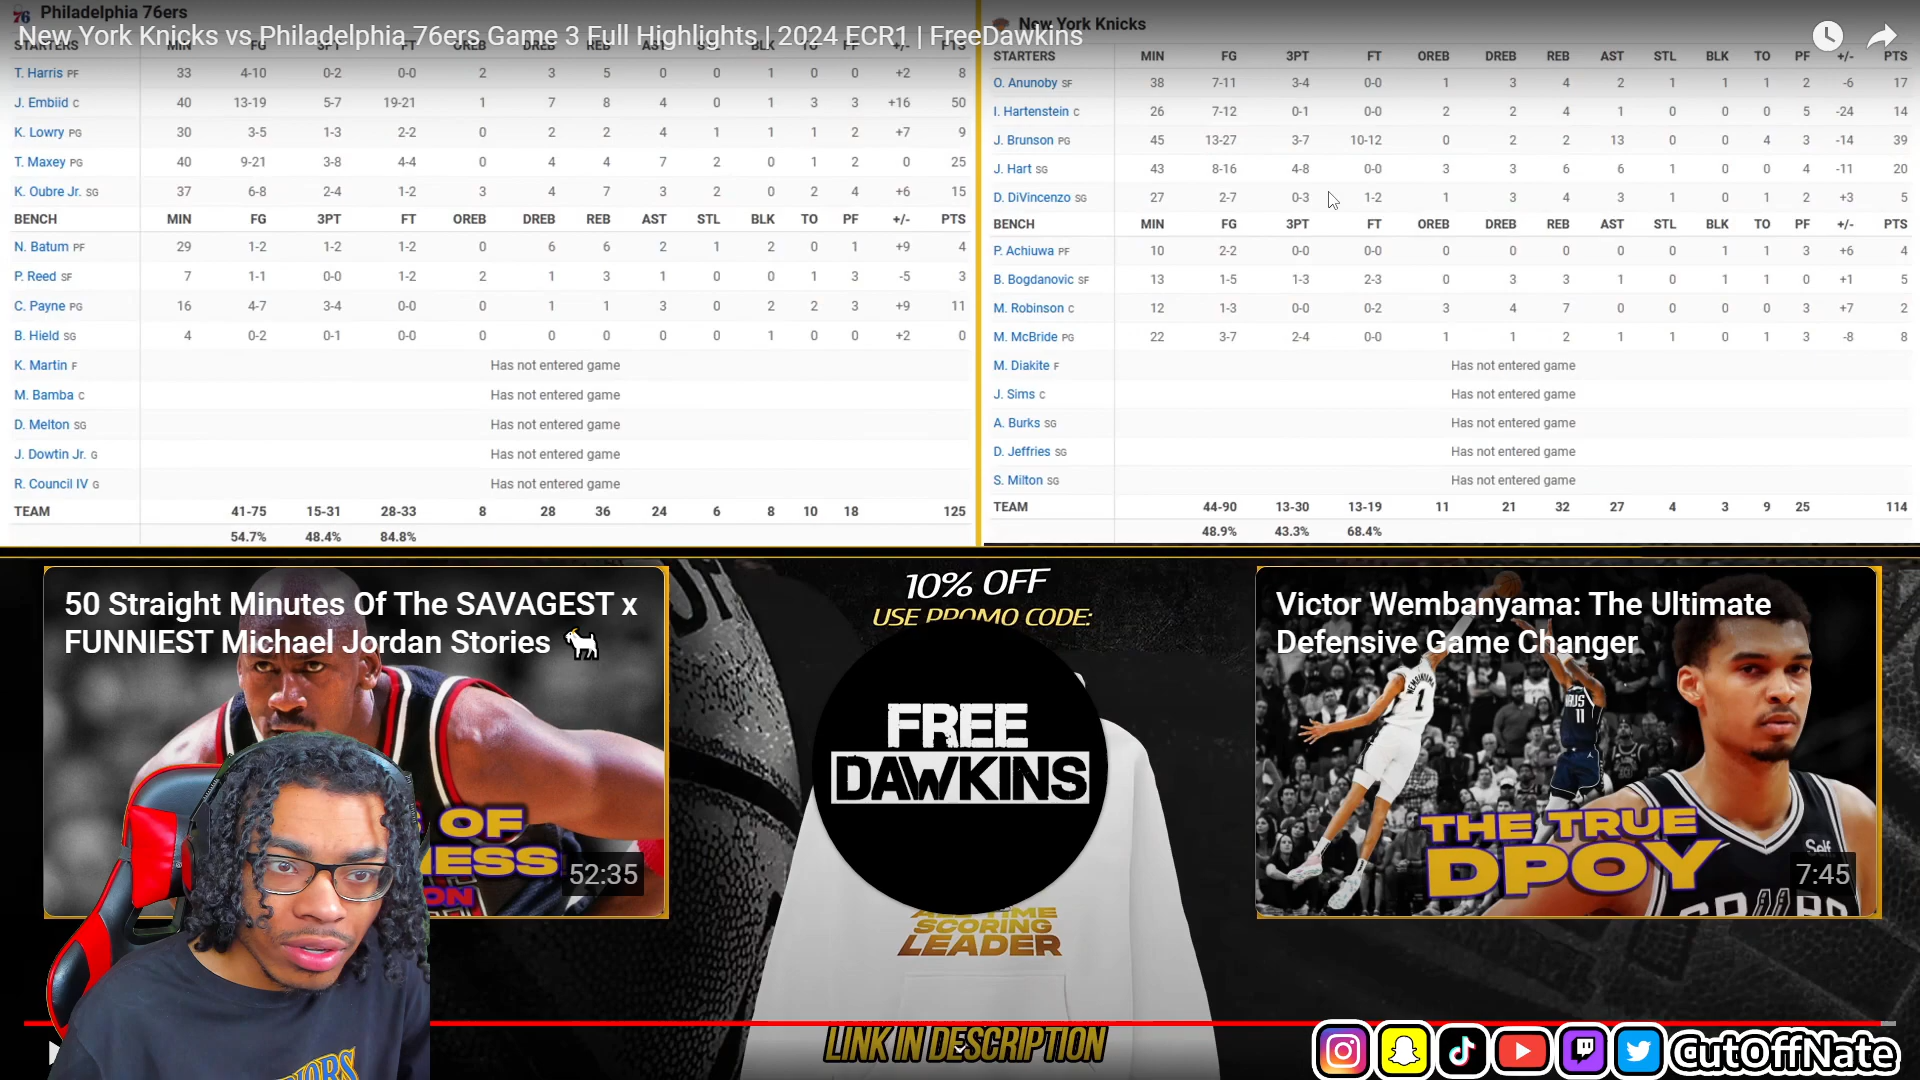 Philadelphia 76ers
New York Knicks vs Philadelphia 76ers Game 3 Full Highlights | 2024 ECR1 | FreeDawkins
STARTERS MIN FG 3PT FT OREB DREB REB AST STL BLK TO PF +/- PTS
T. Harris PF 33 4-10 0-2 0-0 2 3 5 0 0 1 0 0 +2 8
J. Embiid C 40 13-19 5-7 19-21 1 7 8 4 0 1 3 3 +16 50
K. Lowry PG 30 3-5 1-3 2-2 0 2 2 4 1 1 1 2 +7 9
T. Maxey PG 40 9-21 3-8 4-4 0 4 4 7 2 0 1 2 0 25
K. Oubre Jr. SG 37 6-8 2-4 1-2 3 4 7 3 2 0 2 4 +6 15
BENCH MIN FG 3PT FT OREB DREB REB AST STL BLK TO PF +/- PTS
N. Batum PF 29 1-2 1-2 1-2 0 6 6 2 1 2 0 1 +9 4
P. Reed SF 7 1-1 0-0 1-2 2 1 3 1 0 0 1 3 -5 3
C. Payne PG 16 4-7 3-4 0-0 0 1 1 3 0 2 2 3 +9 11
B. Hield SG 4 0-2 0-1 0-0 0 0 0 0 0 1 0 0 +2 0
K. Martin F Has not entered game
M. Bamba C Has not entered game
D. Melton SG Has not entered game
J. Dowtin Jr. G Has not entered game
R. Council IV G Has not entered game
TEAM 41-75 15-31 28-33 8 28 36 24 6 8 10 18 125
54.7% 48.4% 84.8%
New York Knicks
STARTERS MIN FG 3PT FT OREB DREB REB AST STL BLK TO PF +/- PTS
O. Anunoby SF 38 7-11 3-4 0-0 1 3 4 2 1 1 1 2 -6 17
I. Hartenstein C 26 7-12 0-1 0-0 2 2 4 1 0 0 0 5 -24 14
J. Brunson PG 45 13-27 3-7 10-12 0 2 2 13 0 0 4 3 -14 39
J. Hart SG 43 8-16 4-8 0-0 3 3 6 6 1 0 0 4 -11 20
D. DiVincenzo SG 27 2-7 0-3 1-2 1 3 4 3 1 0 1 2 +3 5
BENCH MIN FG 3PT FT OREB DREB REB AST STL BLK TO PF +/- PTS
P. Achiuwa PF 10 2-2 0-0 0-0 0 0 0 0 0 1 1 3 +6 4
B. Bogdanovic SF 13 1-5 1-3 2-3 0 3 3 1 0 1 1 0 +1 5
M. Robinson C 12 1-3 0-0 0-2 3 4 7 0 0 0 0 3 +7 2
M. McBride PG 22 3-7 2-4 0-0 1 1 2 1 1 0 1 3 -8 8
M. Diakite F Has not entered game
J. Sims C Has not entered game
A. Burks SG Has not entered game
D. Jeffries SG Has not entered game
S. Milton SG Has not entered game
TEAM 44-90 13-30 13-19 11 21 32 27 4 3 9 25 114
48.9% 43.3% 68.4%
50 Straight Minutes Of The SAVAGEST x
FUNNIEST Michael Jordan Stories
OF
52:35
10% OFF
USE PROMO CODE:
FREE
DAWKINS
ALL TIME
SCORING
LEADER
LINK IN DESCRIPTION
Victor Wembanyama: The Ultimate
Defensive Game Changer
THE TRUE
DPOY
7:45
Self
CutOffNate